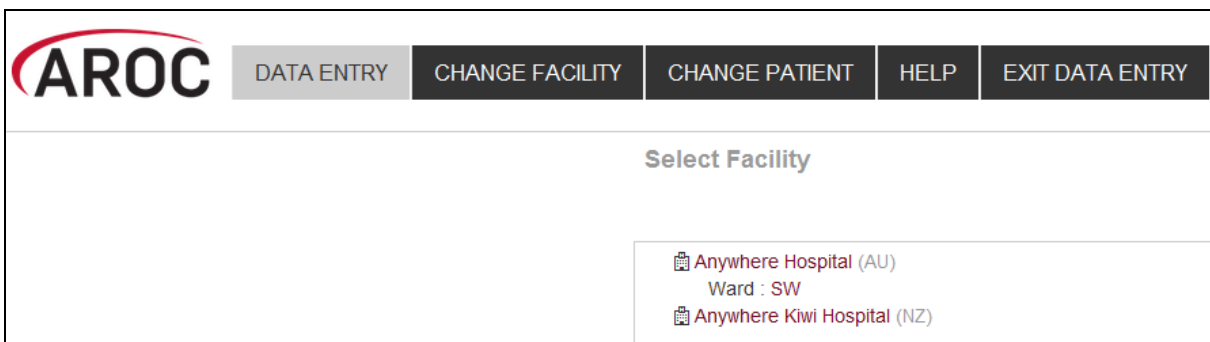 AROC DATA ENTRY CHANGE FACILITY CHANGE PATIENT HELP EXIT DATA ENTRY
Select Facility
Anywhere Hospital (AU)
Ward : SW
Anywhere Kiwi Hospital (NZ)